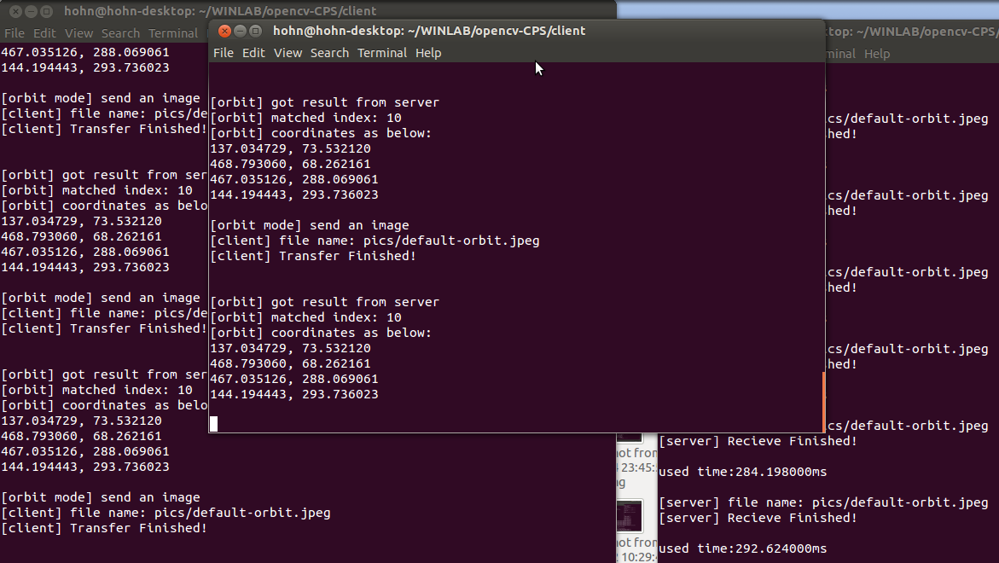 hohn@hohn-desktop: ~/WINLAB/opencv-CPS/client
File Edit View Search Terminal
467.035126, 288.069061
144.194443, 293.736023
[orbit mode] send an image
[client] file name: pics/de
[client] Transfer Finished!
[orbit] got result from ser
[orbit] matched index: 10
[orbit] coordinates as belo
137.034729, 73.532120
468.793060, 68.262161
467.035126, 288.069061
144.194443, 293.736023
[orbit mode] send an image
[client] file name: pics/de
[client] Transfer Finished!
[orbit] got result from ser
[orbit] matched index: 10
[orbit] coordinates as belo
137.034729, 73.532120
468.793060, 68.262161
467.035126, 288.069061
144.194443, 293.736023
[orbit mode] send an image
[client] file name: pics/default-orbit.jpeg
[client] Transfer Finished!
hohn@hohn-desktop: ~/WINLAB/opencv-CPS/client
File Edit View Search Terminal Help
[orbit] got result from server
[orbit] matched index: 10
[orbit] coordinates as below:
137.034729, 73.532120
468.793060, 68.262161
467.035126, 288.069061
144.194443, 293.736023
[orbit mode] send an image
[client] file name: pics/default-orbit.jpeg
[client] Transfer Finished!
[orbit] got result from server
[orbit] matched index: 10
[orbit] coordinates as below:
137.034729, 73.532120
468.793060, 68.262161
467.035126, 288.069061
144.194443, 293.736023
top: ~/WINLAB/opencv-CPS/
minal Help
cs/default-orbit.jpeg
hed!
cs/default-orbit.jpeg
hed!
cs/default-orbit.jpeg
hed!
cs/default-orbit.jpeg
hed!
cs/default-orbit.jpeg
[server] Recieve Finished!
used time:284.198000ms
[server] file name: pics/default-orbit.jpeg
[server] Recieve Finished!
used time:292.624000ms
not from
23:45:
ng
not from
10:29: